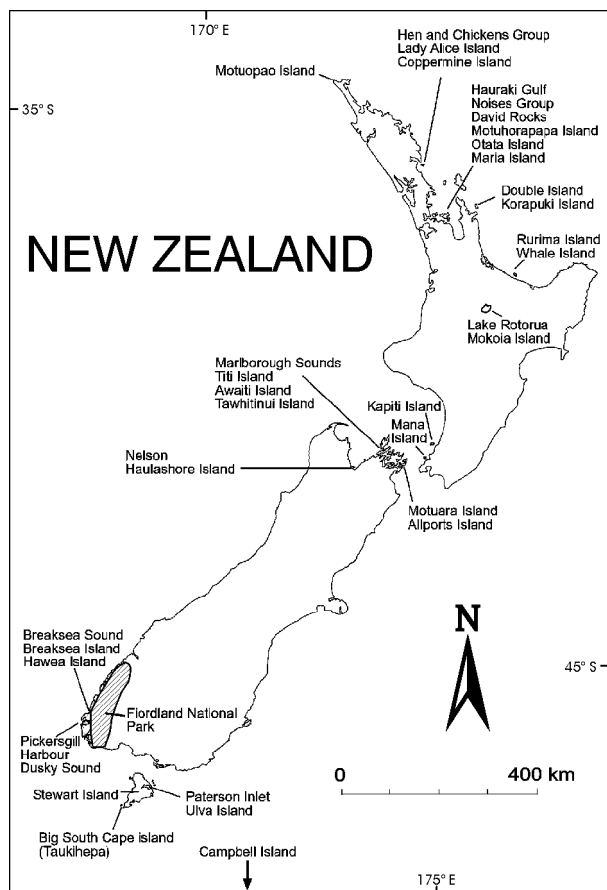 170° E
Hen and Chickens Group
Lady Alice Island
Coppermine Island
Motuopao Island
35° S
Hauraki Gulf
Noises Group
David Rocks
Motuhorapapa Island
Otata Island
Maria Island
Double Island
Korapuki Island
NEW ZEALAND
Rurima Island
Whale Island
Lake Rotorua
Mokoia Island
Marlborough Sounds
Titi Island
Awaiti Island
Tawhitinui Island
Kapiti Island
Mana
Island
Nelson
Haulashore Island
Motuara Island
Allports Island
N
Breaksea Sound
Breaksea Island
Hawea Island
45° S
Fiordland National
Park
Pickersgill
Harbour
Dusky Sound
0 400 km
Stewart Island
Paterson Inlet
Ulva Island
Big South Cape island
(Taukihepa)
Campbell Island
175° E